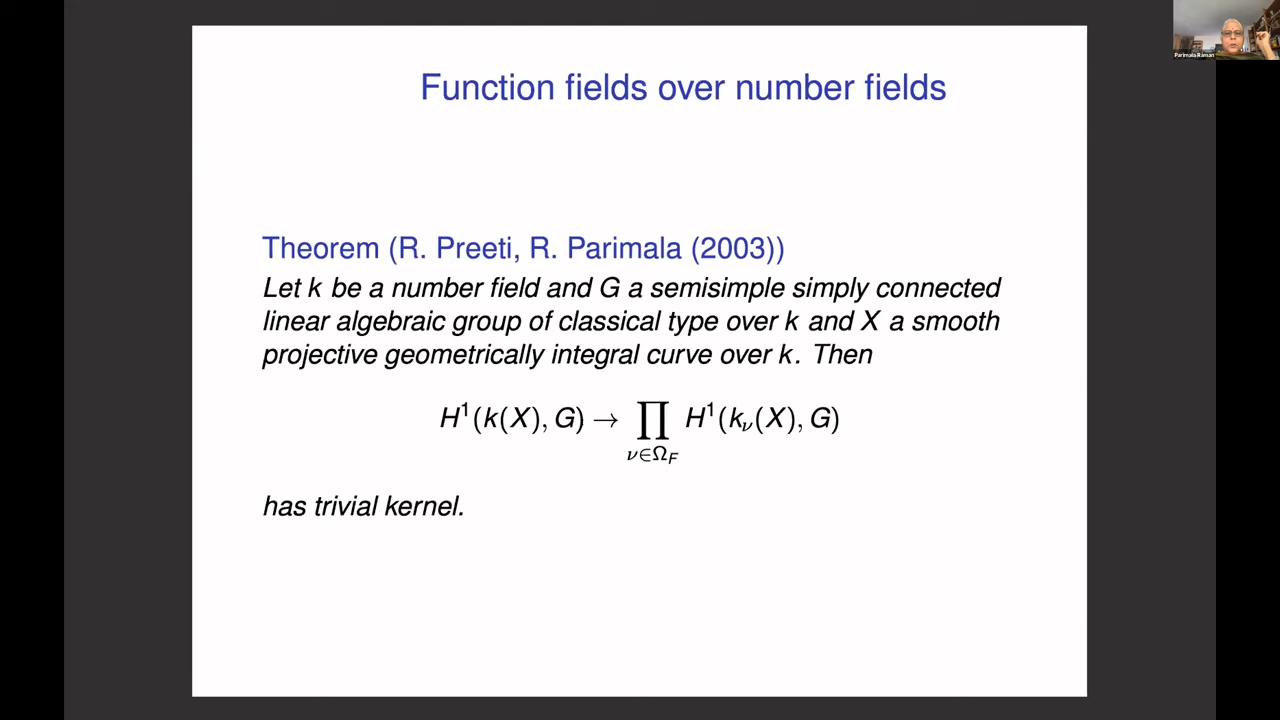 Parimala Raman
Function fields over number fields
Theorem (R. Preeti, R. Parimala (2003))
Let k be a number field and G a semisimple simply connected
linear algebraic group of classical type over k and X a smooth
projective geometrically integral curve over k. Then
H¹(k(X), G) → ∏_{ν∈Ω_F} H¹(k_ν(X), G)
has trivial kernel.